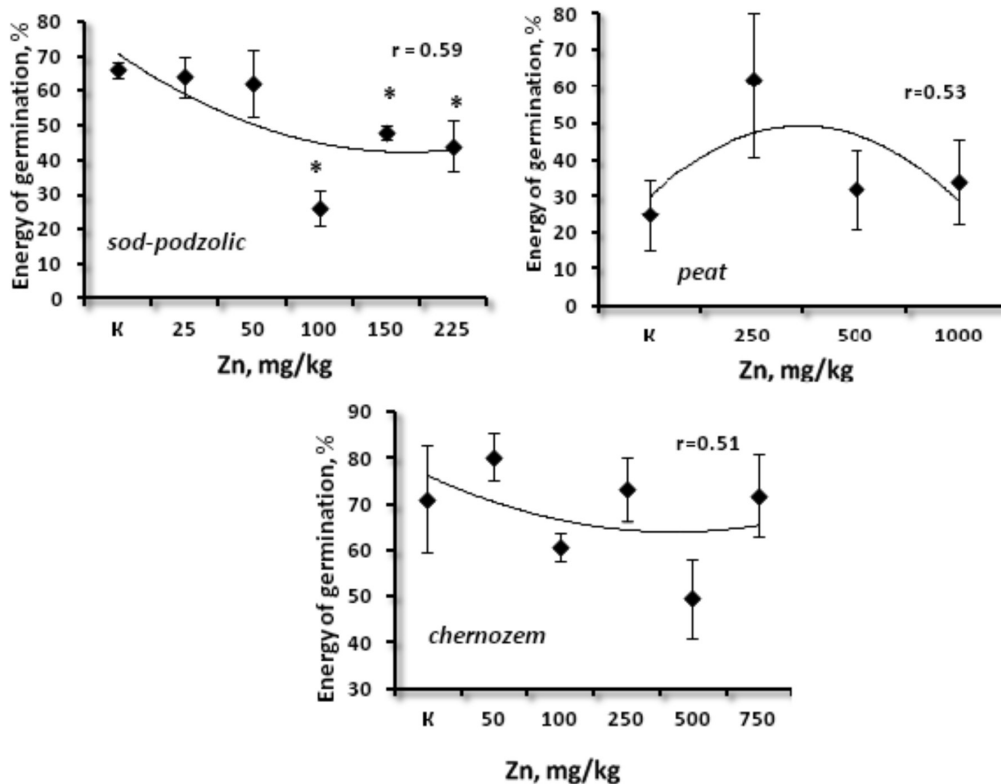 Energy of germination, %
80
70
60
50
40
30
20
10
0
r = 0.59
*
*
*
sod-podzolic
К 25 50 100 150 225
Zn, mg/kg
Energy of germination, %
80
70
60
50
40
30
20
10
0
r=0.53
peat
К 250 500 1000
Zn, mg/kg
Energy of germination, %
90
80
70
60
50
40
30
r=0.51
chernozem
К 50 100 250 500 750
Zn, mg/kg